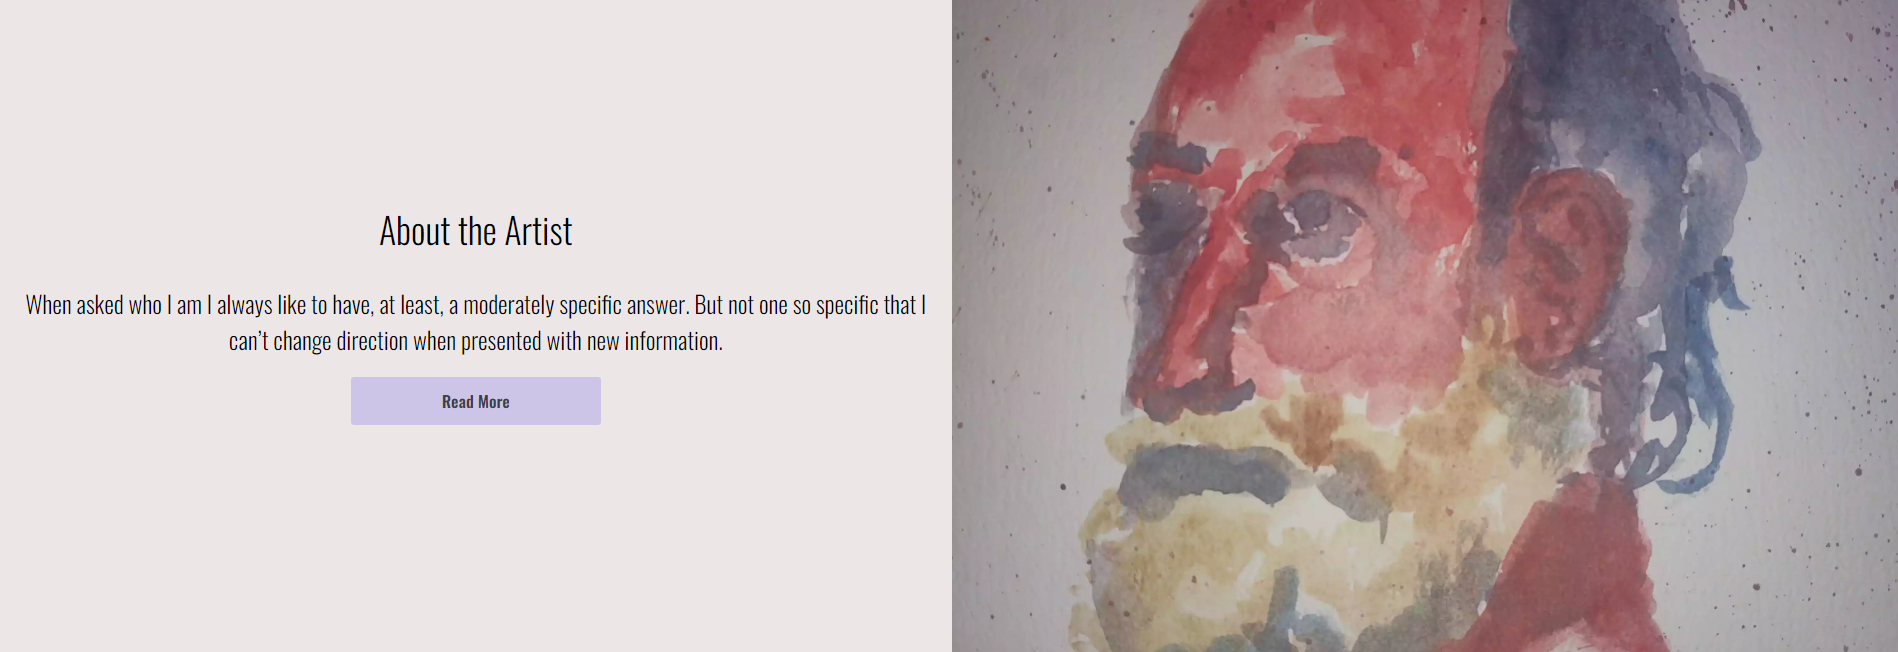 About the Artist
When asked who I am I always like to have, at least, a moderately specific answer. But not one so specific that I
can’t change direction when presented with new information.
Read More